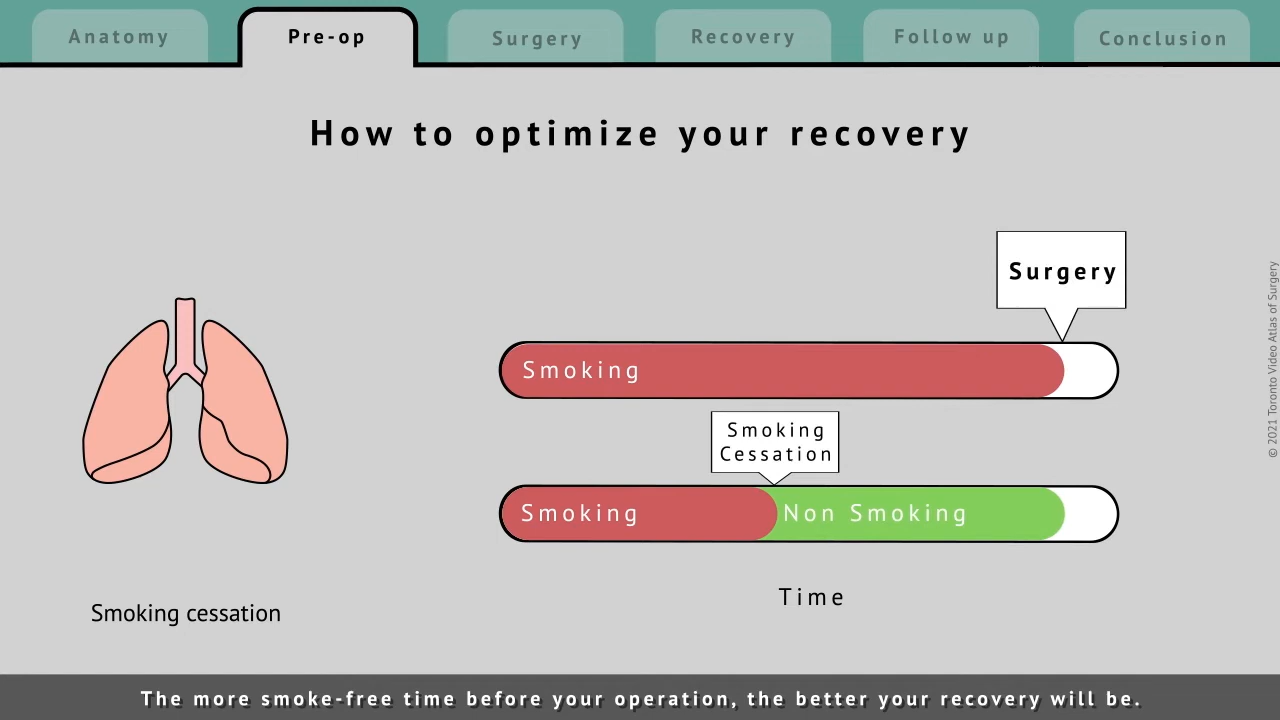 Anatomy
Pre-op
Surgery
Recovery
Follow up
Conclusion
How to optimize your recovery
Surgery
Smoking
Smoking
Cessation
Smoking
Non Smoking
Time
Smoking cessation
© 2021 Toronto Video Atlas of Surgery
The more smoke-free time before your operation, the better your recovery will be.